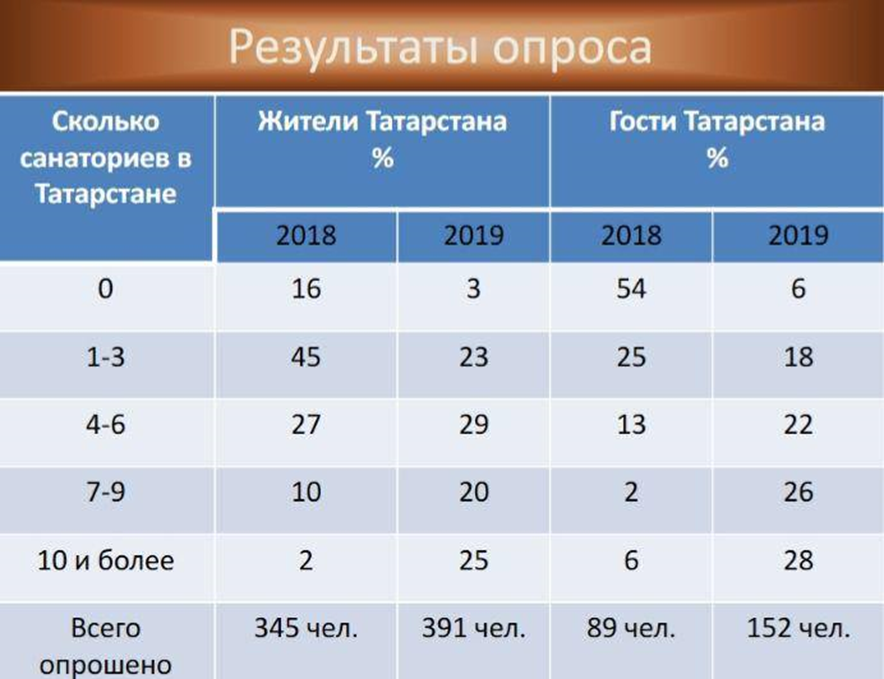 Результаты опроса
Сколько санаториев в Татарстане
Жители Татарстана %
Гости Татарстана %
2018 2019 2018 2019
0 16 3 54 6
1-3 45 23 25 18
4-6 27 29 13 22
7-9 10 20 2 26
10 и более 2 25 6 28
Всего опрошено 345 чел. 391 чел. 89 чел. 152 чел.